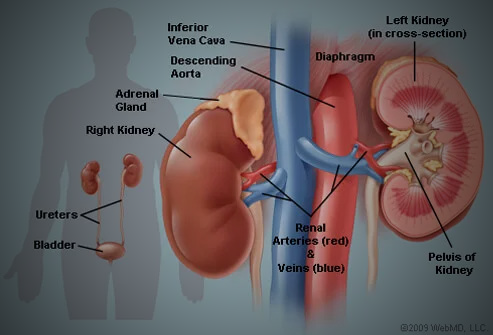 Inferior
Vena Cava
Descending
Aorta
Diaphragm
Left Kidney
(in cross-section)
Adrenal
Gland
Right Kidney
Ureters
Bladder
Renal
Arteries (red)
&
Veins (blue)
Pelvis of
Kidney
©2009 WebMD, LLC.